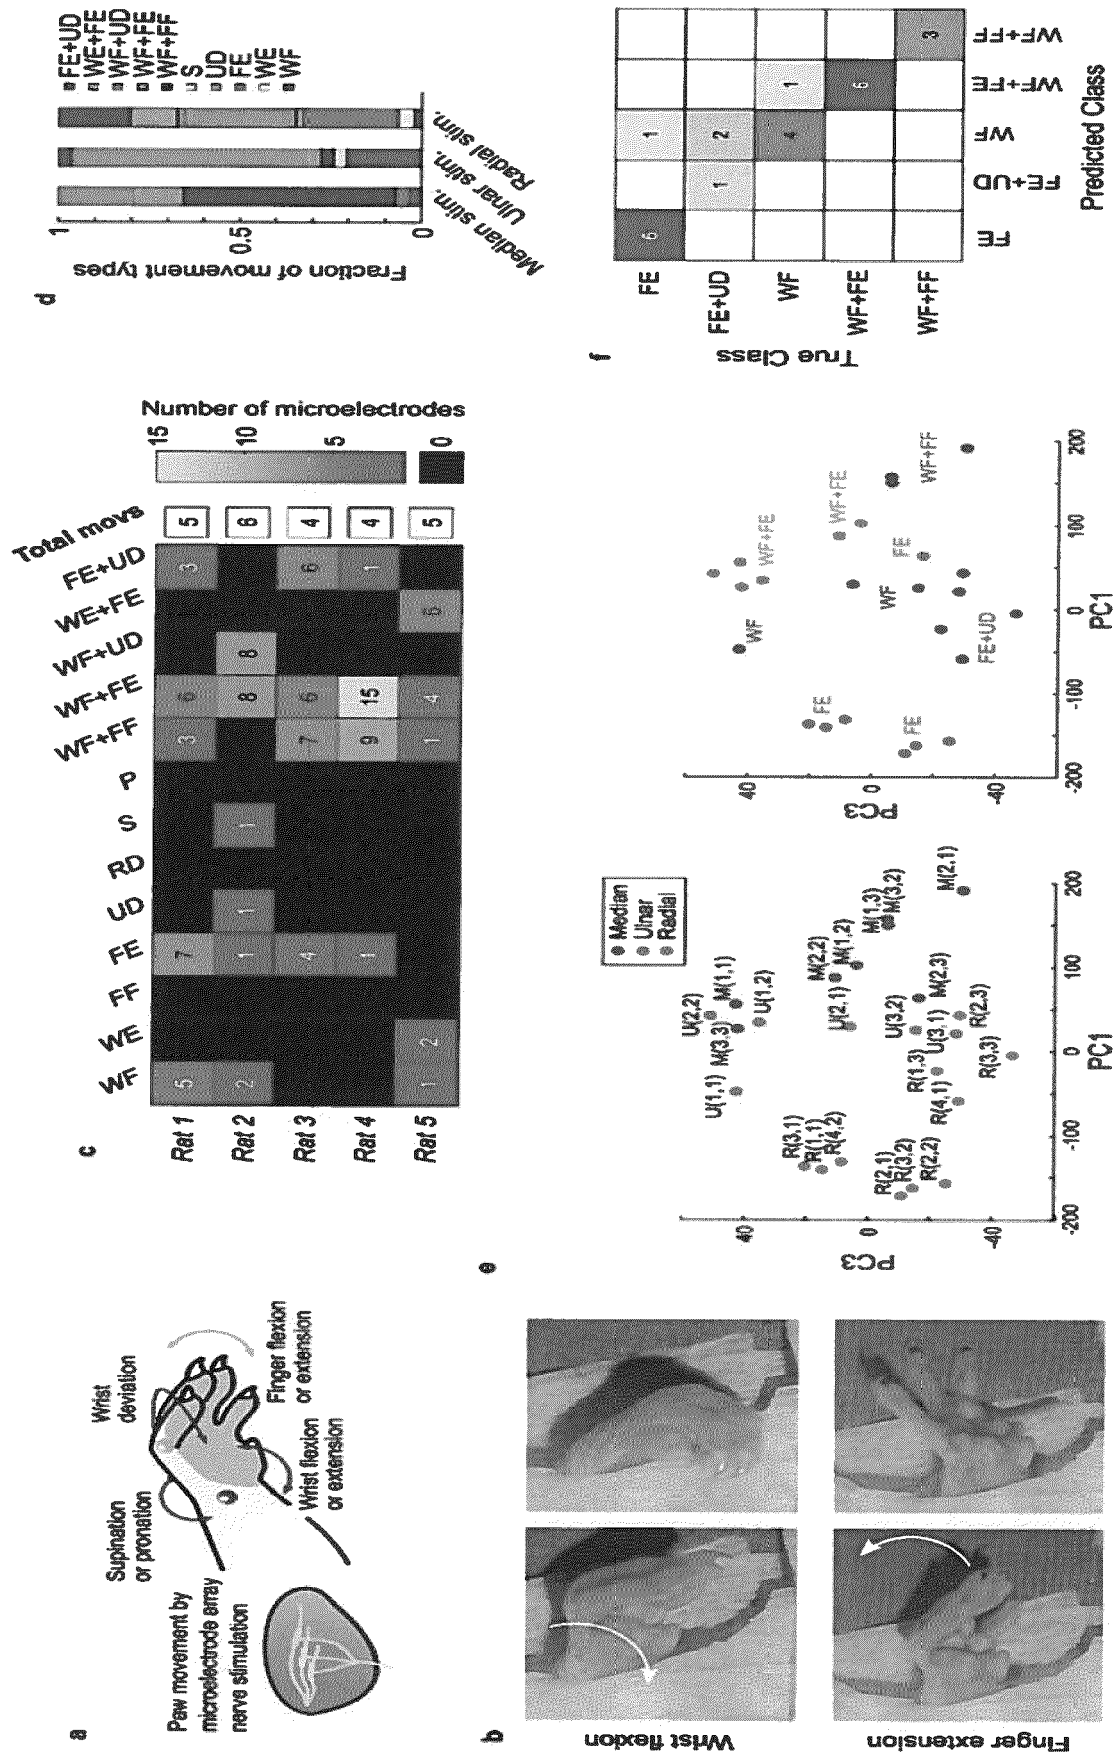 a
Paw movement by
microelectrode array
nerve stimulation
Supination
or pronation
Wrist
deviation
Wrist flexion
or extension
Finger flexion
or extension
b
Wrist flexion
Finger extension
c
WF WE FF FE UD RD S P WF+FF WF+FE WF+UD WE+FE FE+UD Total movs
Rat 1 5 7 3 6 3 5
Rat 2 2 1 1 1 8 8 6
Rat 3 4 7 6 6 4
Rat 4 1 9 15 1 4
Rat 5 1 2 1 4 5
15
10
5
0
Number of microelectrodes
d
Fraction of movement types
1
0.5
0
Median stim.
Ulnar stim.
Radial stim.
FE+UD
WE+FE
WF+UD
WF+FE
WF+FF
S
UD
FE
WE
WF
e
PC3
40
0
-40
-200 -100 0 100 200
PC1
Median
Ulnar
Radial
U(2,2)
M(1,1)
M(3,3)
U(1,2)
U(1,1)
R(3,1)
R(1,1)
R(4,2)
M(2,2)
M(1,2)
U(2,1)
M(1,3)
M(3,2)
R(2,1)
R(3,2)
R(2,2)
U(3,2)
M(2,3)
U(3,1)
R(1,3)
R(2,3)
R(4,1)
R(3,3)
M(2,1)
PC3
40
0
-40
-200 -100 0 100 200
PC1
WF
WF+FE
FE
WF+FE
FE
WF
FE
WF+FF
FE+UD
f
True Class
FE 6 1
FE+UD 1 2
WF 4 1
WF+FE 6
WF+FF 3
FE FE+UD WF WF+FE WF+FF
Predicted Class